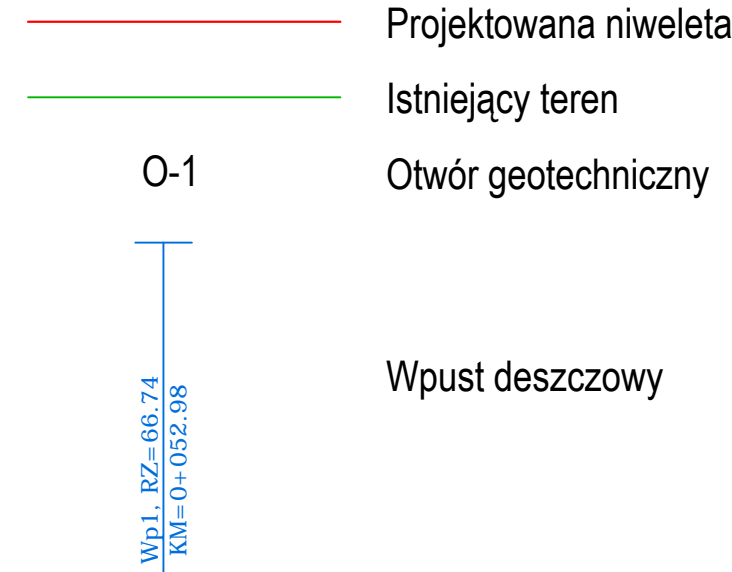 Projektowana niweleta
Istniejący teren
O-1
Otwór geotechniczny
Wp1, RZ=66.74
KM=0+052.98
Wpust deszczowy